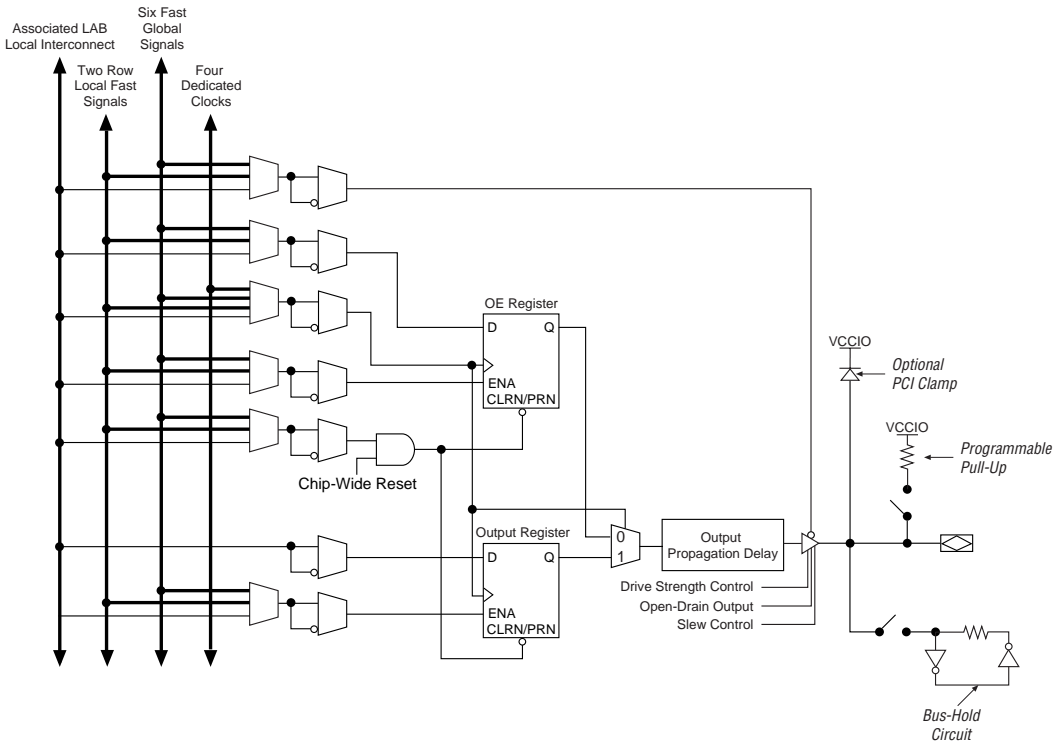 Associated LAB
Local Interconnect
Six Fast
Global
Signals
Two Row
Local Fast
Signals
Four
Dedicated
Clocks
OE Register
D
Q
ENA
CLRN/PRN
Chip-Wide Reset
Output Register
D
Q
ENA
CLRN/PRN
0
1
Output
Propagation Delay
Drive Strength Control
Open-Drain Output
Slew Control
VCCIO
Optional
PCI Clamp
VCCIO
Programmable
Pull-Up
Bus-Hold
Circuit